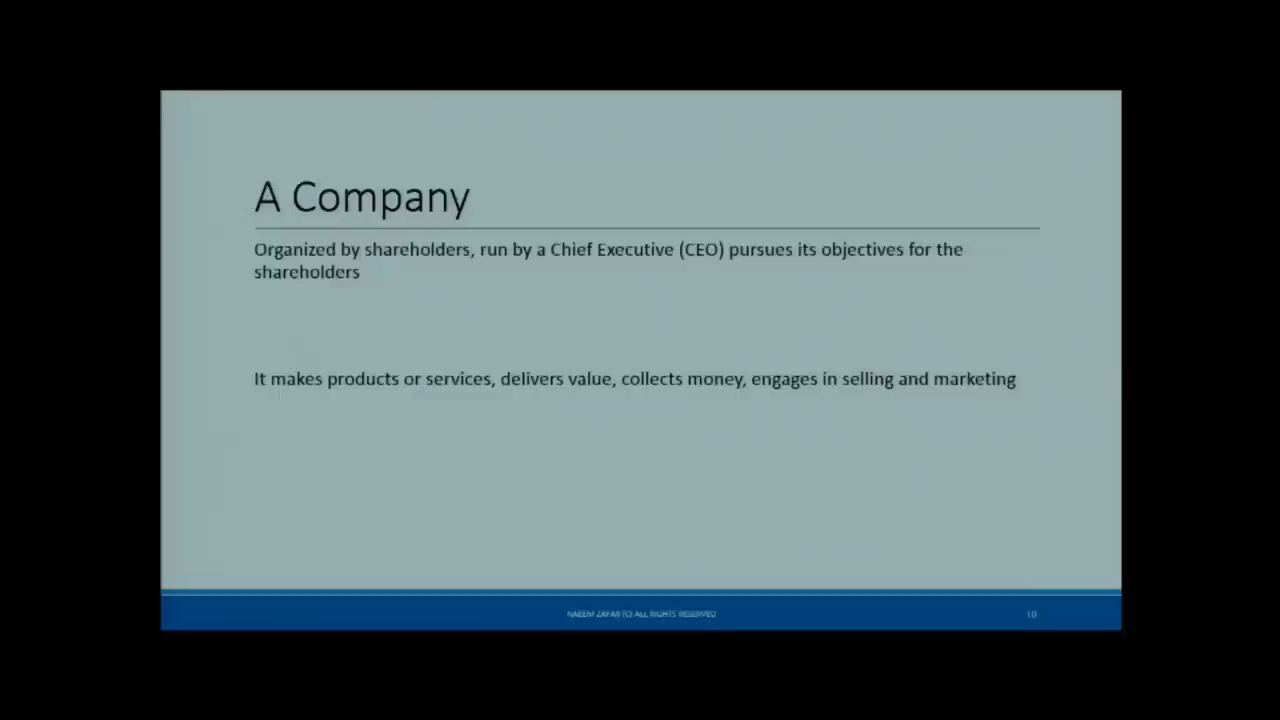 A Company
Organized by shareholders, run by a Chief Executive (CEO) pursues its objectives for the
shareholders
It makes products or services, delivers value, collects money, engages in selling and marketing
NAEEM ZAFAR (C) ALL RIGHTS RESERVED
10